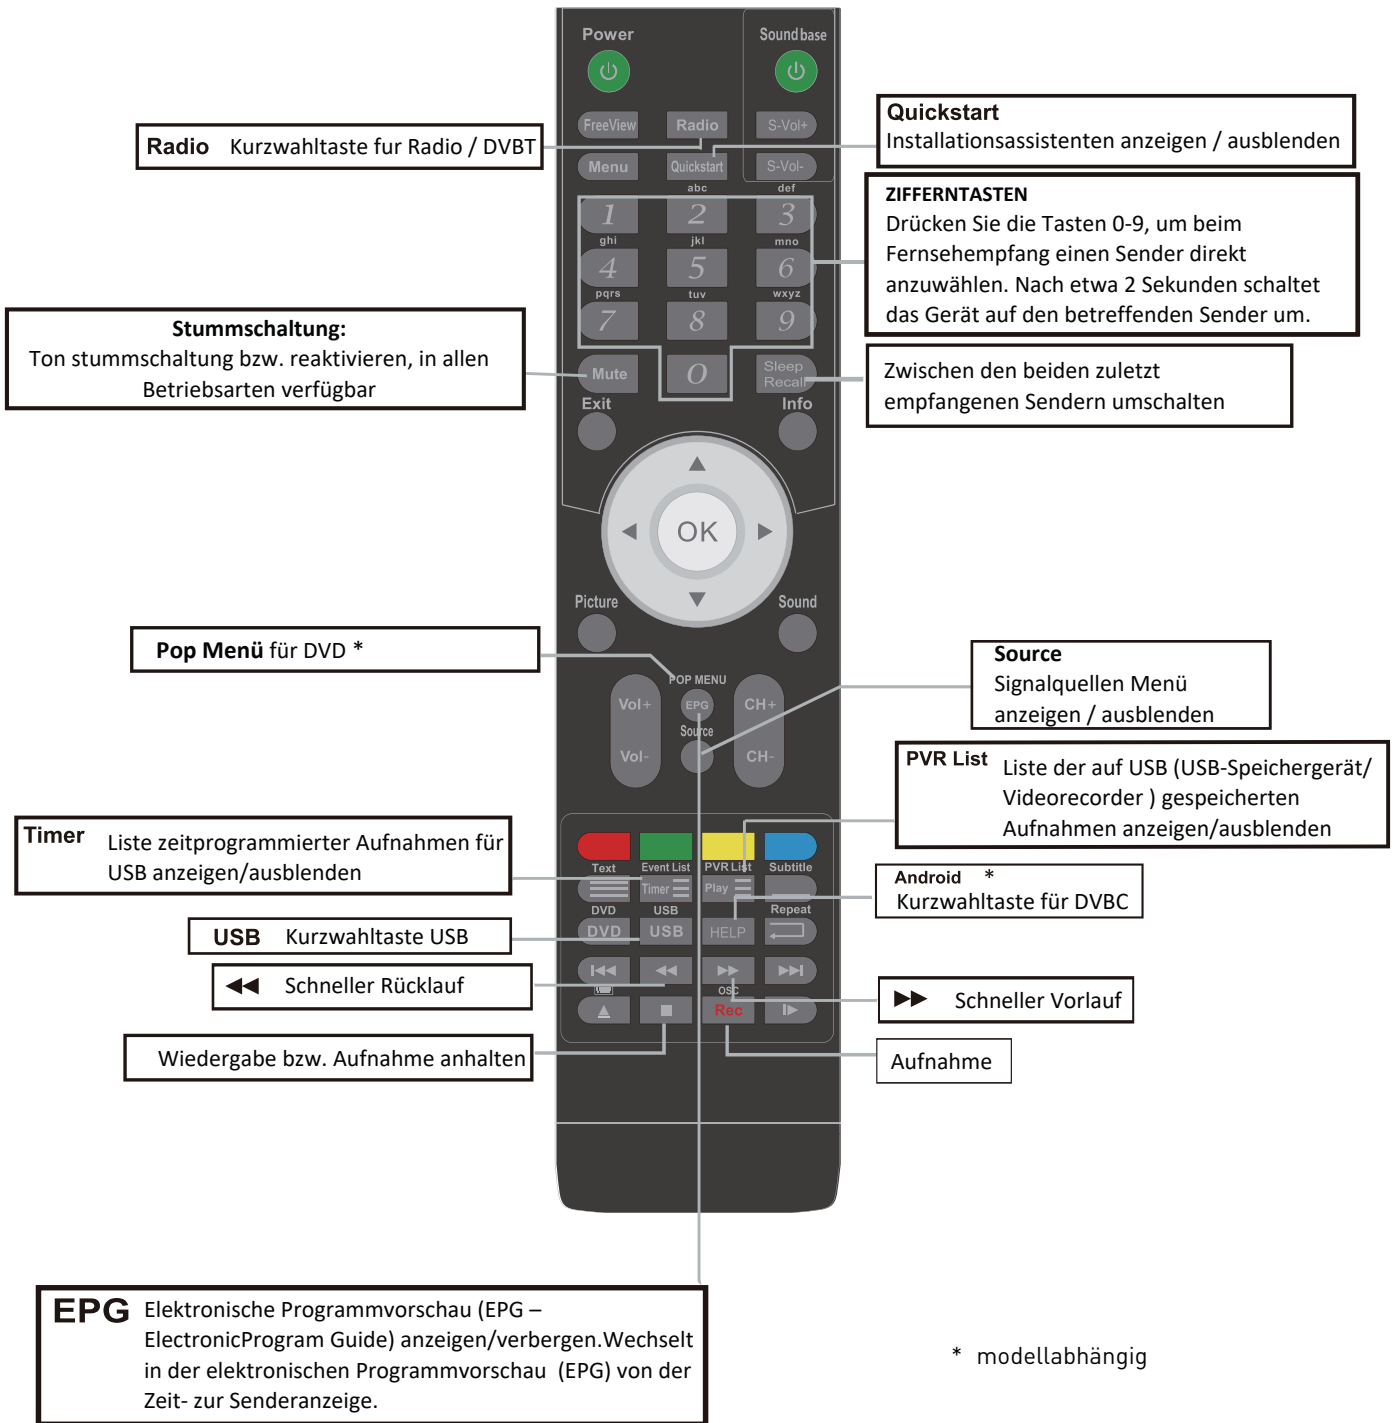 Power
Sound base
FreeView
Radio
S-Vol+
Menu
Quickstart
S-Vol-
abc
def
1
2
3
ghi
jkl
mno
4
5
6
pqrs
tuv
wxyz
7
8
9
Mute
0
Sleep
Recall
Exit
Info
OK
Picture
Sound
POP MENU
Vol+
EPG
CH+
Source
Vol-
CH-
Text
Event List
PVR List
Subtitle
Timer
Play
DVD
USB
Repeat
DVD
USB
HELP
OSC
Rec
Radio Kurzwahltaste fur Radio / DVBT
Stummschaltung:
Ton stummschaltung bzw. reaktivieren, in allen
Betriebsarten verfügbar
Pop Menü für DVD *
Timer Liste zeitprogrammierter Aufnahmen für
USB anzeigen/ausblenden
USB Kurzwahltaste USB
◀◀ Schneller Rücklauf
Wiedergabe bzw. Aufnahme anhalten
Quickstart
Installationsassistenten anzeigen / ausblenden
ZIFFERNTASTEN
Drücken Sie die Tasten 0-9, um beim
Fernsehempfang einen Sender direkt
anzuwählen. Nach etwa 2 Sekunden schaltet
das Gerät auf den betreffenden Sender um.
Zwischen den beiden zuletzt
empfangenen Sendern umschalten
Source
Signalquellen Menü
anzeigen / ausblenden
PVR List Liste der auf USB (USB-Speichergerät/
Videorecorder ) gespeicherten
Aufnahmen anzeigen/ausblenden
Android *
Kurzwahltaste für DVBC
▶▶ Schneller Vorlauf
Aufnahme
EPG Elektronische Programmvorschau (EPG –
ElectronicProgram Guide) anzeigen/verbergen.Wechselt
in der elektronischen Programmvorschau (EPG) von der
Zeit- zur Senderanzeige.
* modellabhängig